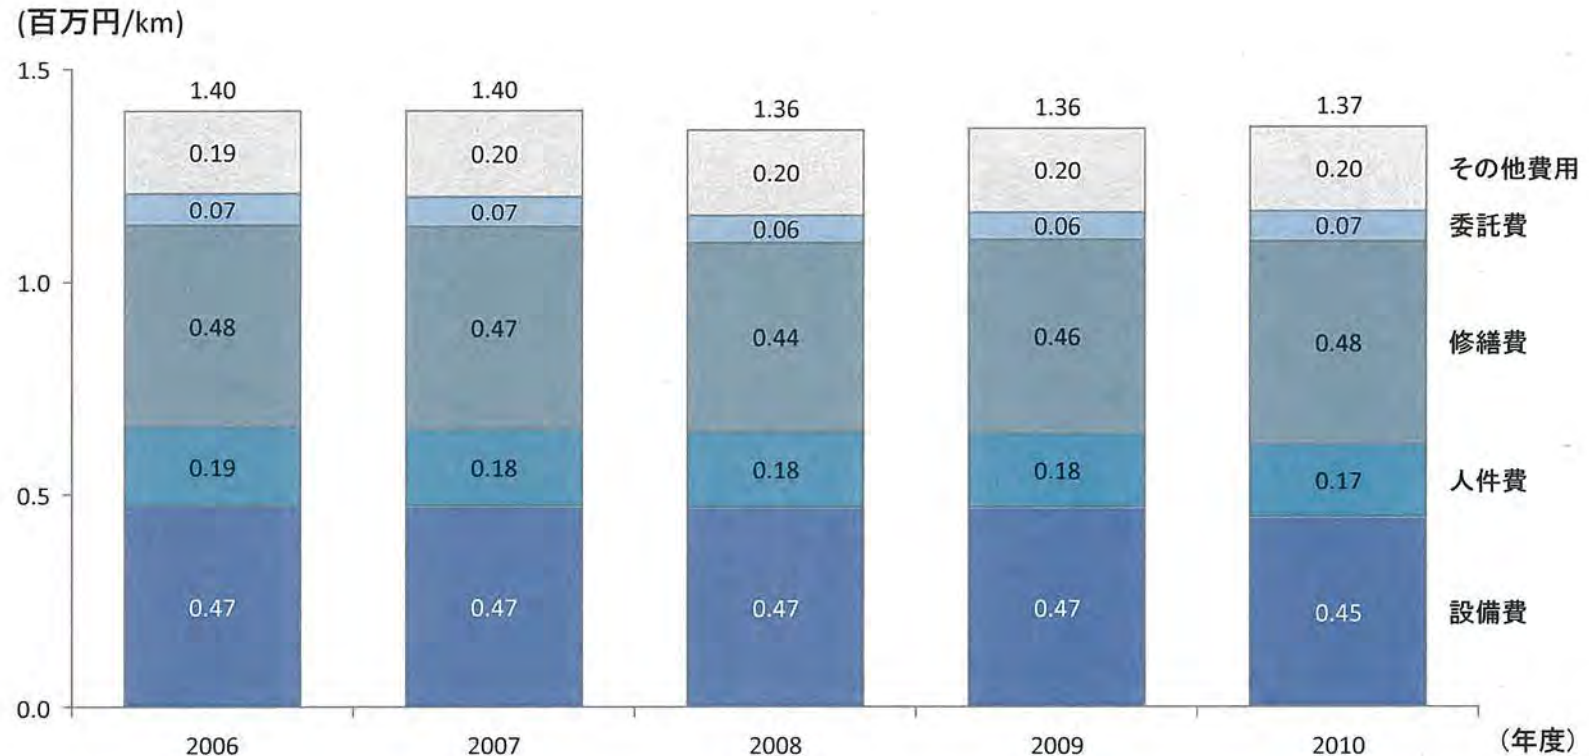 (百万円/km)
1.5
1.40 1.40 1.36 1.36 1.37
0.19 0.20 0.20 0.20 0.20 その他費用
0.07 0.07 0.06 0.06 0.07 委託費
1.0
0.48 0.47 0.44 0.46 0.48 修繕費
0.19 0.18 0.18 0.18 0.17 人件費
0.5
0.47 0.47 0.47 0.47 0.45 設備費
0.0
2006 2007 2008 2009 2010 (年度)